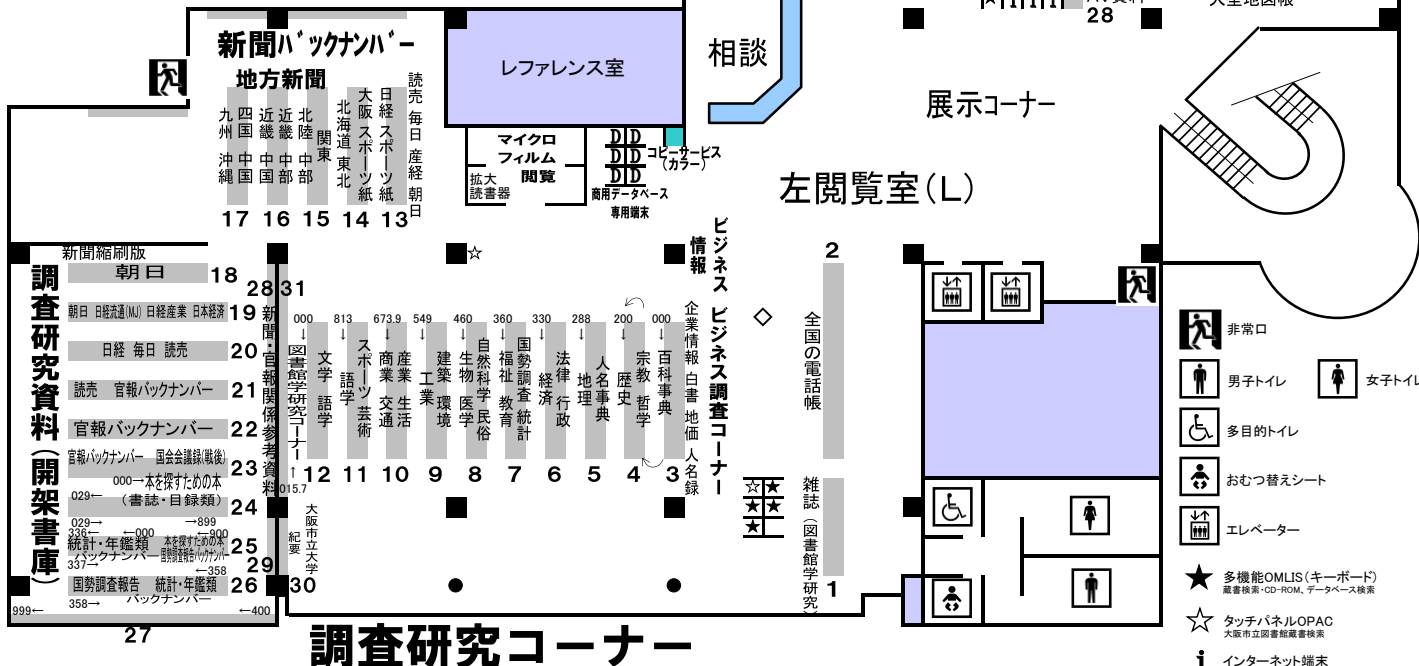 28
新聞バックナンバー
地方新聞
九州 沖縄
四国 中国
近畿 中国
近畿 中部
北陸 中部
関東
北海道 東北
大阪 スポーツ紙
日経 スポーツ紙
読売 毎日 産経 朝日
17 16 15 14 13
レファレンス室
相談
マイクロ
フィルム
閲覧
拡大
読書器
D D
D D
D D
商用データベース
専用端末
コピーサービス
(カラー)
展示コーナー
左閲覧室(L)
新聞縮刷版
調査研究資料(開架書庫)
朝日 18
朝日 日経流通(MJ) 日経産業 日本経済 19
日経 毎日 読売 20
読売 官報バックナンバー 21
官報バックナンバー 22
官報バックナンバー 国会会議録(戦後) 23
000→本を探すための本
029← (書誌・目録類)
24
029→ →899
336← ←000 ←900
統計・年鑑類 本を探すための本 25
バックナンバー 国勢調査報告バックナンバー
337→ ←358
国勢調査報告 統計・年鑑類 26
358→ バックナンバー
999← ←400
27
28 31
新聞・官報関係参考資料
29 30
000 813 673.9 549 460 360 330 288 200 000
↓ ↓ ↓ ↓ ↓ ↓ ↓ ↓ ↓ ↓
図書館学研究コーナー
→
015.7
文学 語学
語学
スポーツ 芸術
商業 交通
産業 生活
工業
建築 環境
生物 医学
自然科学 民俗
福祉 教育
国勢調査 統計
経済
法律 行政
地理
人名事典
歴史
宗教 哲学
百科事典
12 11 10 9 8 7 6 5 4 3
大阪市立大学
紀要
ビジネス
情報
企業情報 白書 地価 人名録
ビジネス調査コーナー
2
全国の電話帳
雑誌(図書館学研究)
1
調査研究コーナー
非常口
男子トイレ
女子トイレ
多目的トイレ
おむつ替えシート
エレベーター
★ 多機能OMLIS(キーボード)
蔵書検索・CD-ROM、データベース検索
☆ タッチパネルOPAC
大阪市立図書館蔵書検索
i インターネット端末